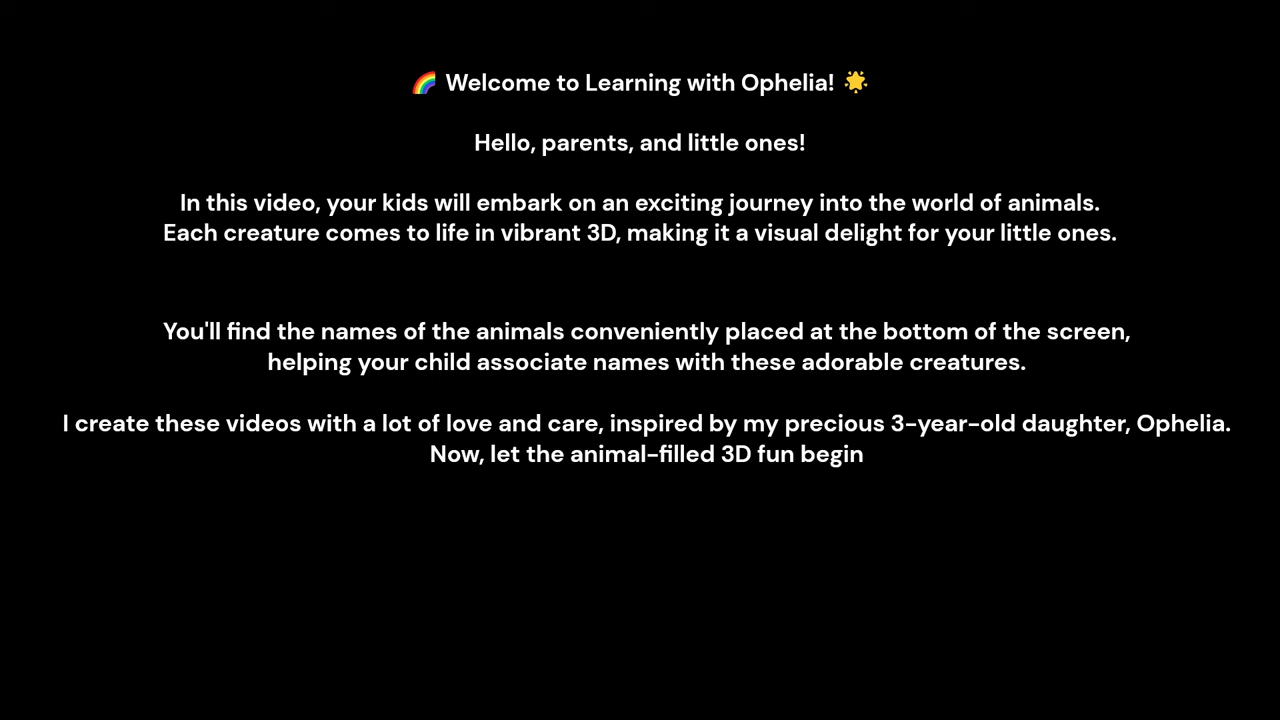 🌈 Welcome to Learning with Ophelia! 🌟
Hello, parents, and little ones!
In this video, your kids will embark on an exciting journey into the world of animals.
Each creature comes to life in vibrant 3D, making it a visual delight for your little ones.
You'll find the names of the animals conveniently placed at the bottom of the screen,
helping your child associate names with these adorable creatures.
I create these videos with a lot of love and care, inspired by my precious 3-year-old daughter, Ophelia.
Now, let the animal-filled 3D fun begin